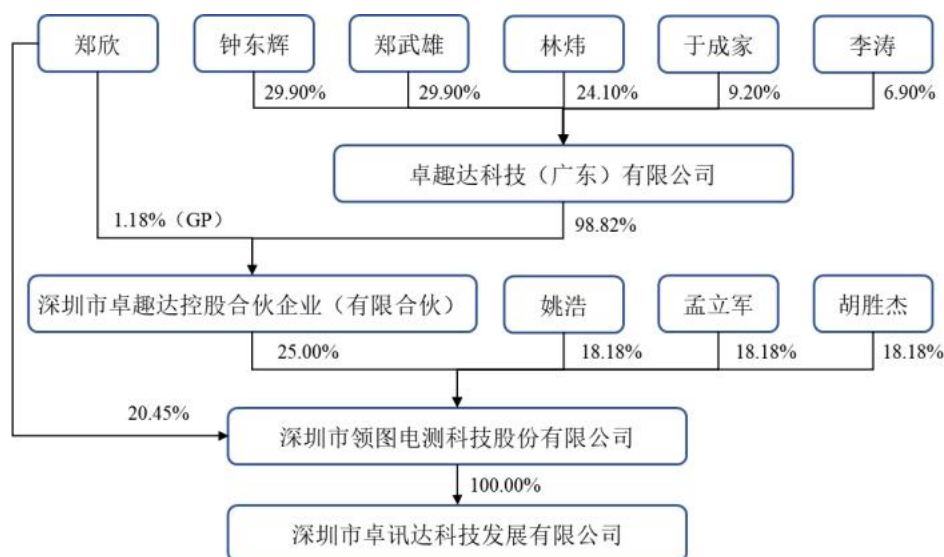 郑欣
钟东辉
郑武雄
林炜
于成家
李涛
29.90%
29.90%
24.10%
9.20%
6.90%
卓趣达科技（广东）有限公司
1.18%（GP）
98.82%
深圳市卓趣达控股合伙企业（有限合伙）
姚浩
孟立军
胡胜杰
25.00%
18.18%
18.18%
18.18%
20.45%
深圳市领图电测科技股份有限公司
100.00%
深圳市卓讯达科技发展有限公司